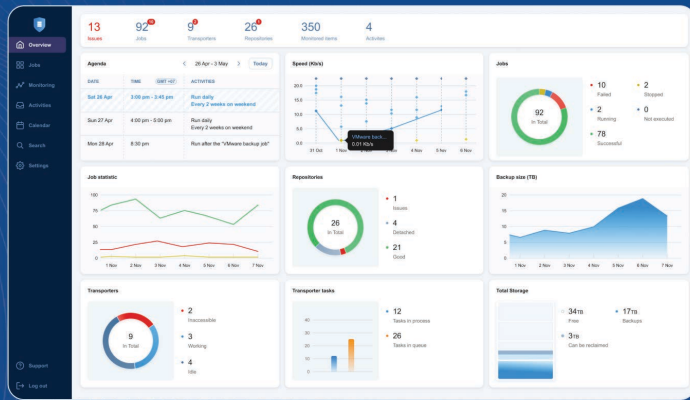 Overview
Jobs
Monitoring
Activities
Calendar
Search
Settings
Support
Log out
13
Issues
92
Jobs
9
Transporters
26
Repositories
350
Monitored items
4
Activities
Agenda
< 28 Apr - 3 May >
Today
DATE TIME (GMT +07) ACTIVITIES
Sat 26 Apr 3:00 pm - 3:45 pm Run daily
Every 2 weeks on weekend
Sun 27 Apr 4:00 pm - 5:00 pm Run daily
Every 2 weeks on weekend
Mon 28 Apr 8:30 pm Run after the "VMware backup job"
Speed (Kb/s)
20.0
15.0
10.0
5.0
0.0
31 Oct 1 Nov 4 Nov 5 Nov 6 Nov
VMware back...
0.01 Kb/s
Jobs
92
In Total
10
Failed
2
Stopped
2
Running
0
Not executed
78
Successful
Job statistic
100
75
50
25
0
1 Nov 2 Nov 3 Nov 4 Nov 5 Nov 6 Nov 7 Nov
Repositories
26
In Total
1
Issues
4
Detached
21
Good
Backup size (TB)
20
15
10
5
0
1 Nov 2 Nov 3 Nov 4 Nov 5 Nov 6 Nov 7 Nov
Transporters
9
In Total
2
Inaccessible
3
Working
4
Idle
Transporter tasks
40
30
20
10
0
12
Tasks in process
26
Tasks in queue
Total Storage
34TB
Free
17TB
Backups
3TB
Can be reclaimed